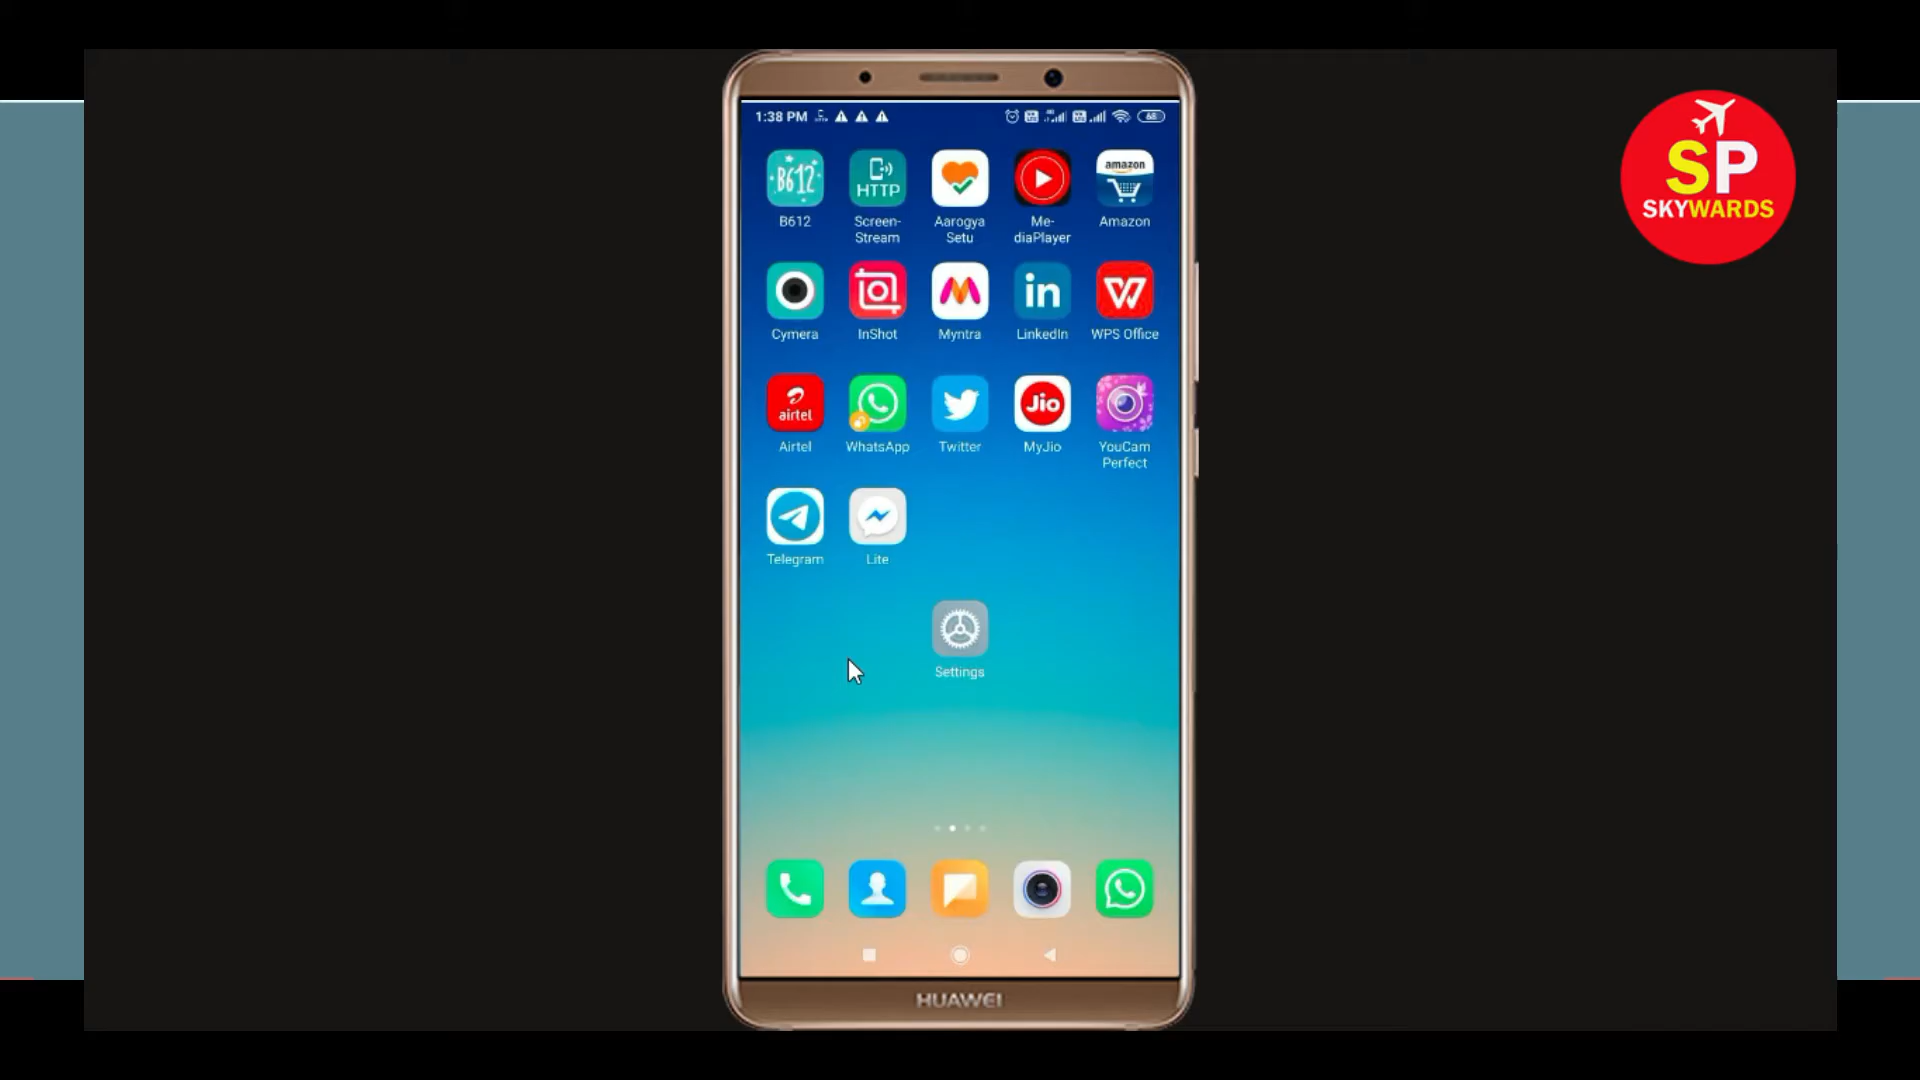 1:38 PM
68
SP
SKYWARDS
B612
HTTP
amazon
B612
Screen-
Stream
Aarogya
Setu
Me-
diaPlayer
Amazon
in
W
Cymera
InShot
Myntra
LinkedIn
WPS Office
airtel
Jio
Airtel
WhatsApp
Twitter
MyJio
YouCam
Perfect
Telegram
Lite
Settings
HUAWEI